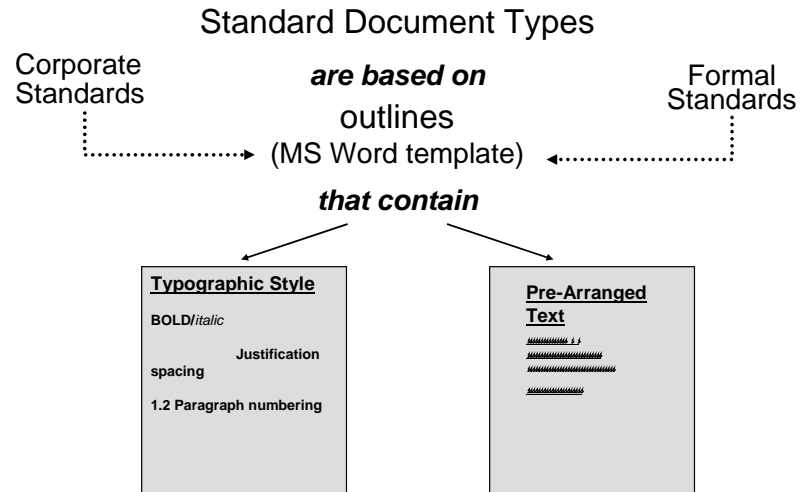 Standard Document Types
Corporate
Standards
are based on
outlines
(MS Word template)
Formal
Standards
that contain
Typographic Style
BOLD/italic
Justification
spacing
1.2 Paragraph numbering
Pre-Arranged
Text